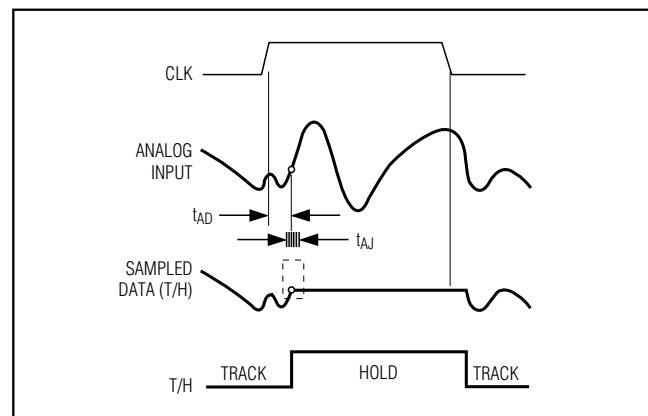 CLK
ANALOG
INPUT
tAD
tAJ
SAMPLED
DATA (T/H)
T/H
TRACK
HOLD
TRACK